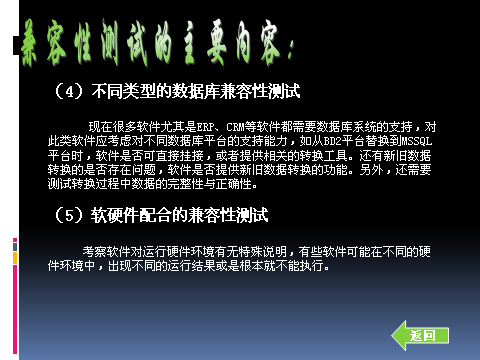 兼容性测试的主要内容：
（4）不同类型的数据库兼容性测试
现在很多软件尤其是ERP、CRM等软件都需要数据库系统的支持，对
此类软件应考虑对不同数据库平台的支持能力，如从BD2平台替换到MSSQL
平台时，软件是否可直接挂接，或者提供相关的转换工具。还有新旧数据
转换的是否存在问题，软件是否提供新旧数据转换的功能。另外，还需要
测试转换过程中数据的完整性与正确性。
（5）软硬件配合的兼容性测试
考察软件对运行硬件环境有无特殊说明，有些软件可能在不同的硬
件环境中，出现不同的运行结果或是根本就不能执行。
返回